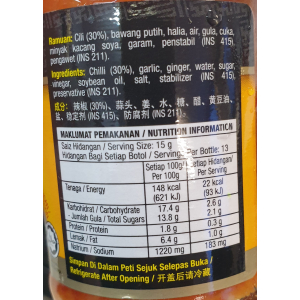 Ramuan: Cili (30%), bawang putih, halia, air, gula, cuka,
minyak kacang soya, garam, penstabil (INS 415),
pengawet (INS 211).
Ingredients: Chilli (30%), garlic, ginger, water, sugar,
vinegar, soybean oil, salt, stabilizer (INS 415),
preservative (INS 211).
成分: 辣椒 (30%)、蒜头、姜、水、糖、醋、黄豆油、
盐、稳定剂 (INS 415)、防腐剂 (INS 211)。
MAKLUMAT PEMAKANAN / NUTRITION INFORMATION
Saiz Hidangan / Serving Size: 15 g
Hidangan Bagi Setiap Botol / Serving Per Bottle: 13
Setiap 100g/ Setiap Hidangan/
Per 100g Per Serving
Tenaga / Energy 148 kcal 22 kcal
(621 kJ) (93 kJ)
Karbohidrat / Carbohydrate 17.4 g 2.6 g
- Jumlah Gula / Total Sugars 13.8 g 2.1 g
Protein / Protein 1.8 g 0.3 g
Lemak / Fat 6.4 g 1.0 g
Natrium / Sodium 1220 mg 183 mg
Simpan Di Dalam Peti Sejuk Selepas Buka /
Refrigerate After Opening / 开盖后请冷藏